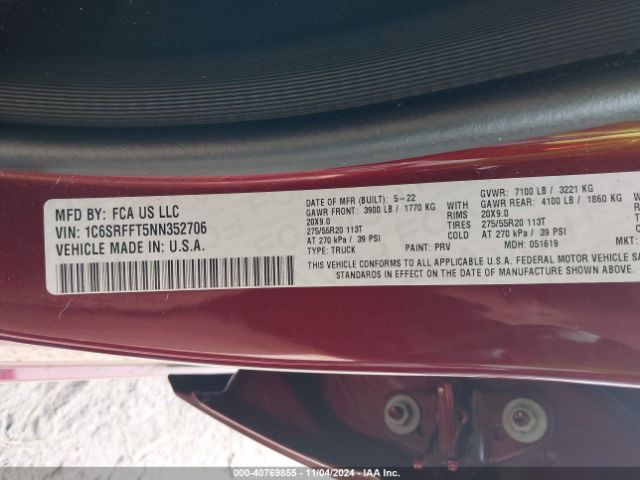 MFD BY: FCA US LLC
VIN: 1C6SRFFT5NN352706
VEHICLE MADE IN: U.S.A.
DATE OF MFR (BUILT): 5-22
GAWR FRONT: 3900 LB / 1770 KG
20X9.0
275/55R20 113T
AT 270 kPa / 39 PSI
TYPE: TRUCK
PAINT: PRV
WITH
RIMS
TIRES
COLD
GVWR: 7100 LB / 3221 KG
GAWR REAR: 4100 LB / 1860 KG
20X9.0
275/55R20 113T
AT 270 kPa / 39 PSI
MDH: 051619
MKT:
THIS VEHICLE CONFORMS TO ALL APPLICABLE U.S.A. FEDERAL MOTOR VEHICLE SA
STANDARDS IN EFFECT ON THE DATE OF MANUFACTURE SHOWN ABOVE.
000-40769855 - 11/04/2024 - IAA Inc.